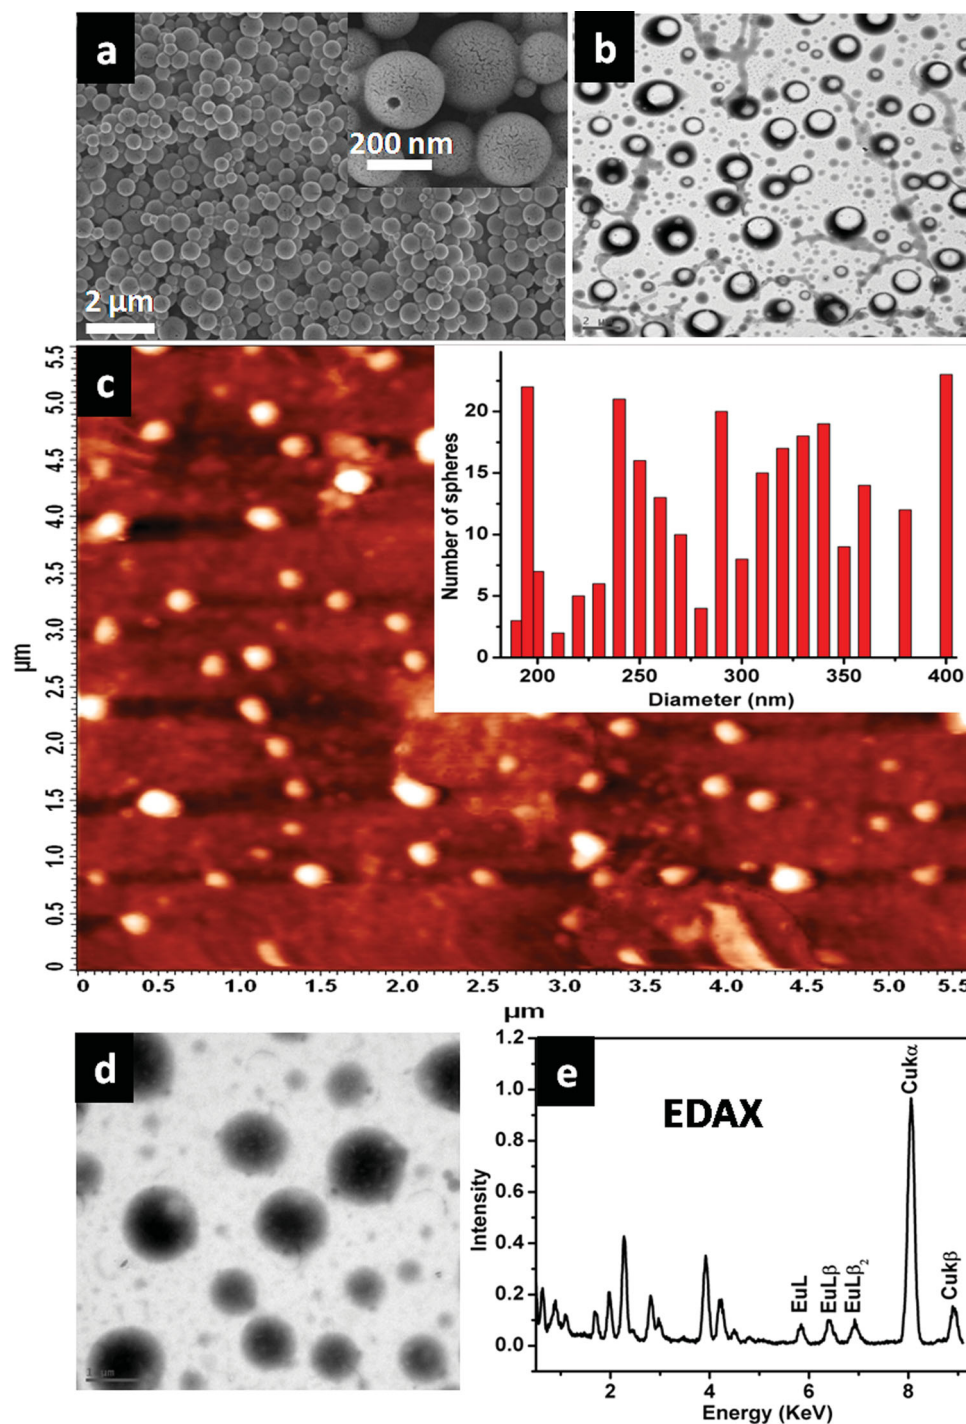 a
200 nm
2 µm
b
2 µm
c
5.5
5.0
4.5
4.0
3.5
3.0
2.5
2.0
1.5
1.0
0.5
0
µm
0
0.5
1.0
1.5
2.0
2.5
3.0
3.5
4.0
4.5
5.0
5.5
µm
Number of spheres
20
15
10
5
0
200
250
300
350
400
Diameter (nm)
d
1 µm
e
EDAX
Intensity
1.2
1.0
0.8
0.6
0.4
0.2
0.0
EuL
EuLβ
EuLβ₂
Cukα
Cukβ
2
4
6
8
Energy (KeV)